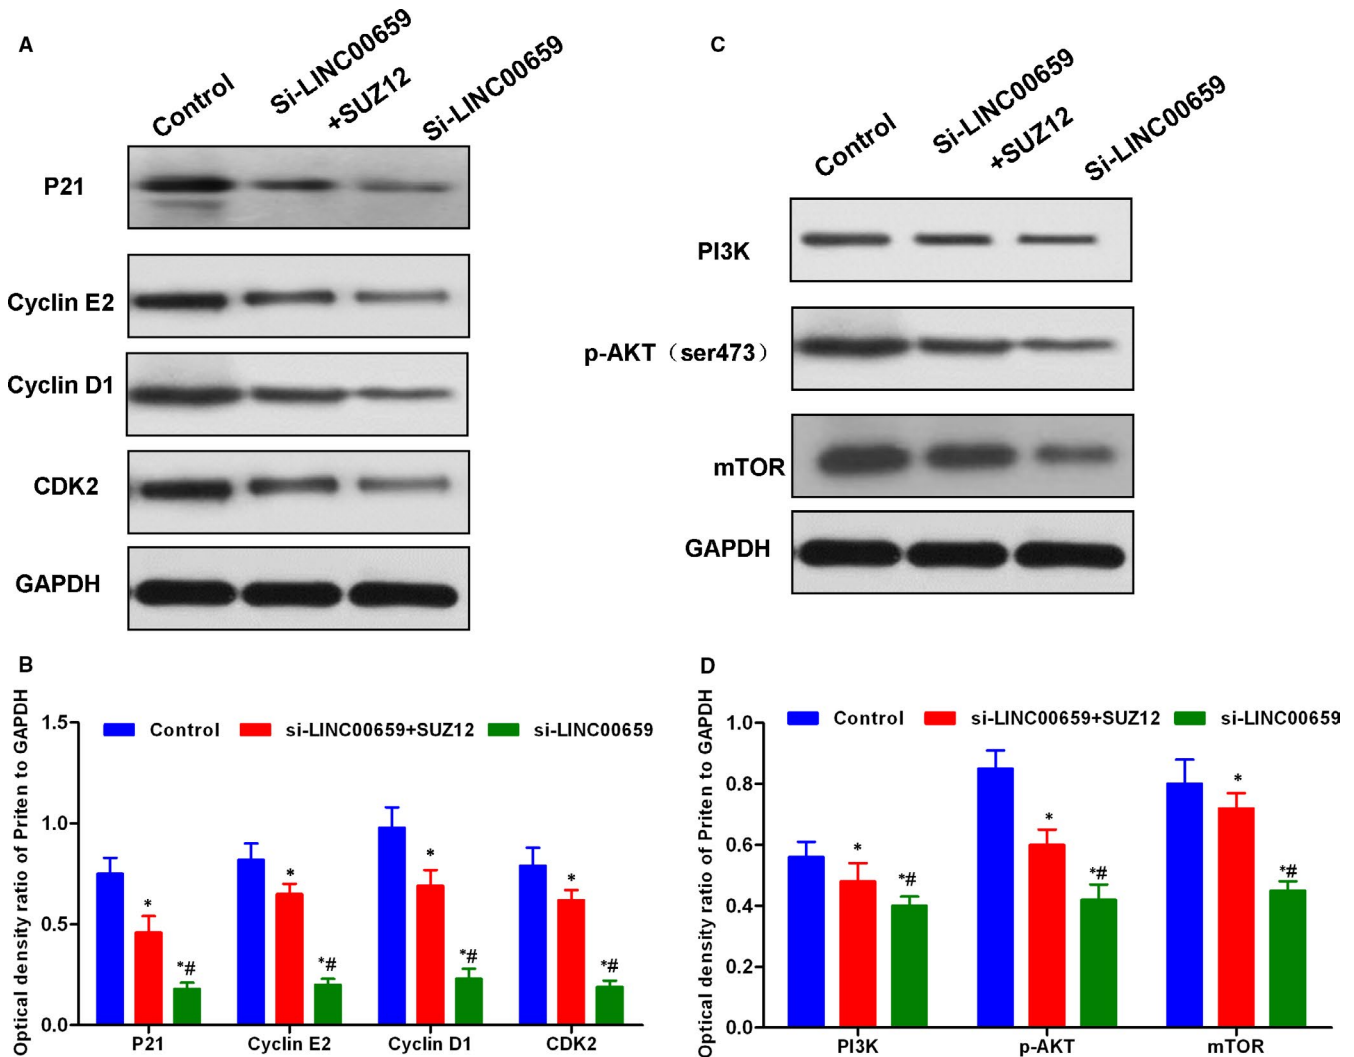 A
Control
Si-LINC00659
+SUZ12
Si-LINC00659
P21
Cyclin E2
Cyclin D1
CDK2
GAPDH
B
Optical density ratio of Priten to GAPDH
1.5
1.0
0.5
0.0
Control
si-LINC00659+SUZ12
si-LINC00659
*
*#
*
*#
*
*#
*
*#
P21
Cyclin E2
Cyclin D1
CDK2
C
Control
Si-LINC00659
+SUZ12
Si-LINC00659
PI3K
p-AKT（ser473）
mTOR
GAPDH
D
Optical density ratio of Priten to GAPDH
1.0
0.8
0.6
0.4
0.2
0.0
Control
si-LINC00659+SUZ12
si-LINC00659
*
*#
*
*#
*
*#
PI3K
p-AKT
mTOR